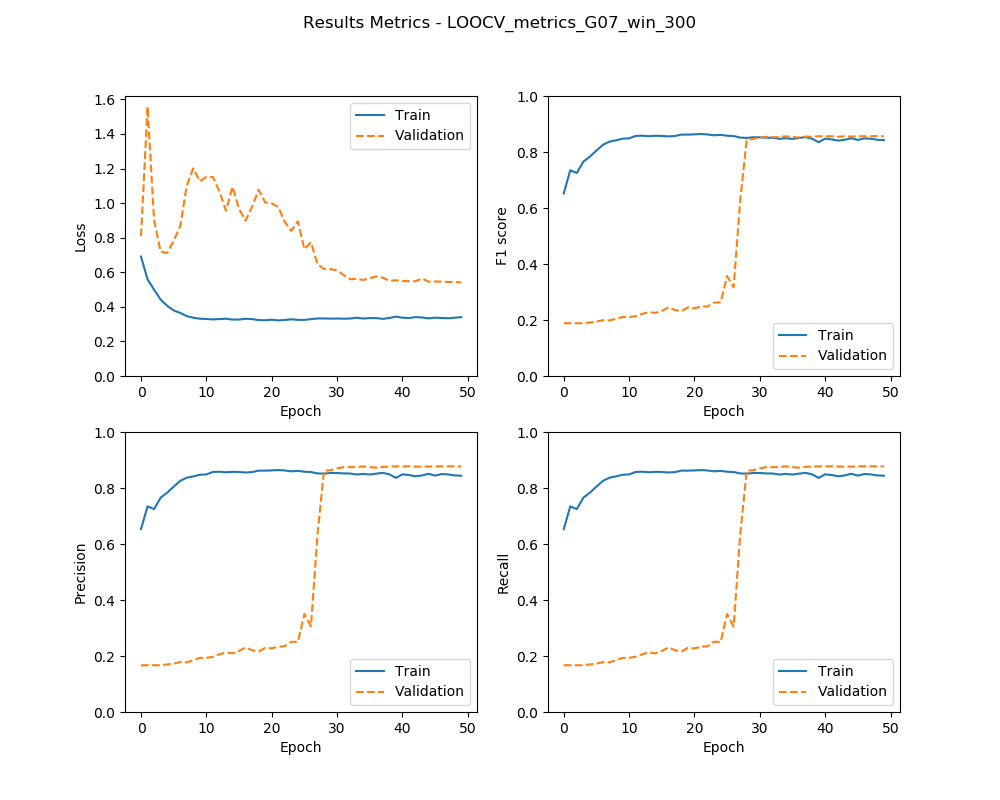 Results Metrics - LOOCV_metrics_G07_win_300
1.6
1.4
1.2
1.0
0.8
0.6
0.4
0.2
0.0
Loss
Train
Validation
0 10 20 30 40 50
Epoch
1.0
0.8
0.6
0.4
0.2
0.0
F1 score
Train
Validation
0 10 20 30 40 50
Epoch
1.0
0.8
0.6
0.4
0.2
0.0
Precision
Train
Validation
0 10 20 30 40 50
Epoch
1.0
0.8
0.6
0.4
0.2
0.0
Recall
Train
Validation
0 10 20 30 40 50
Epoch